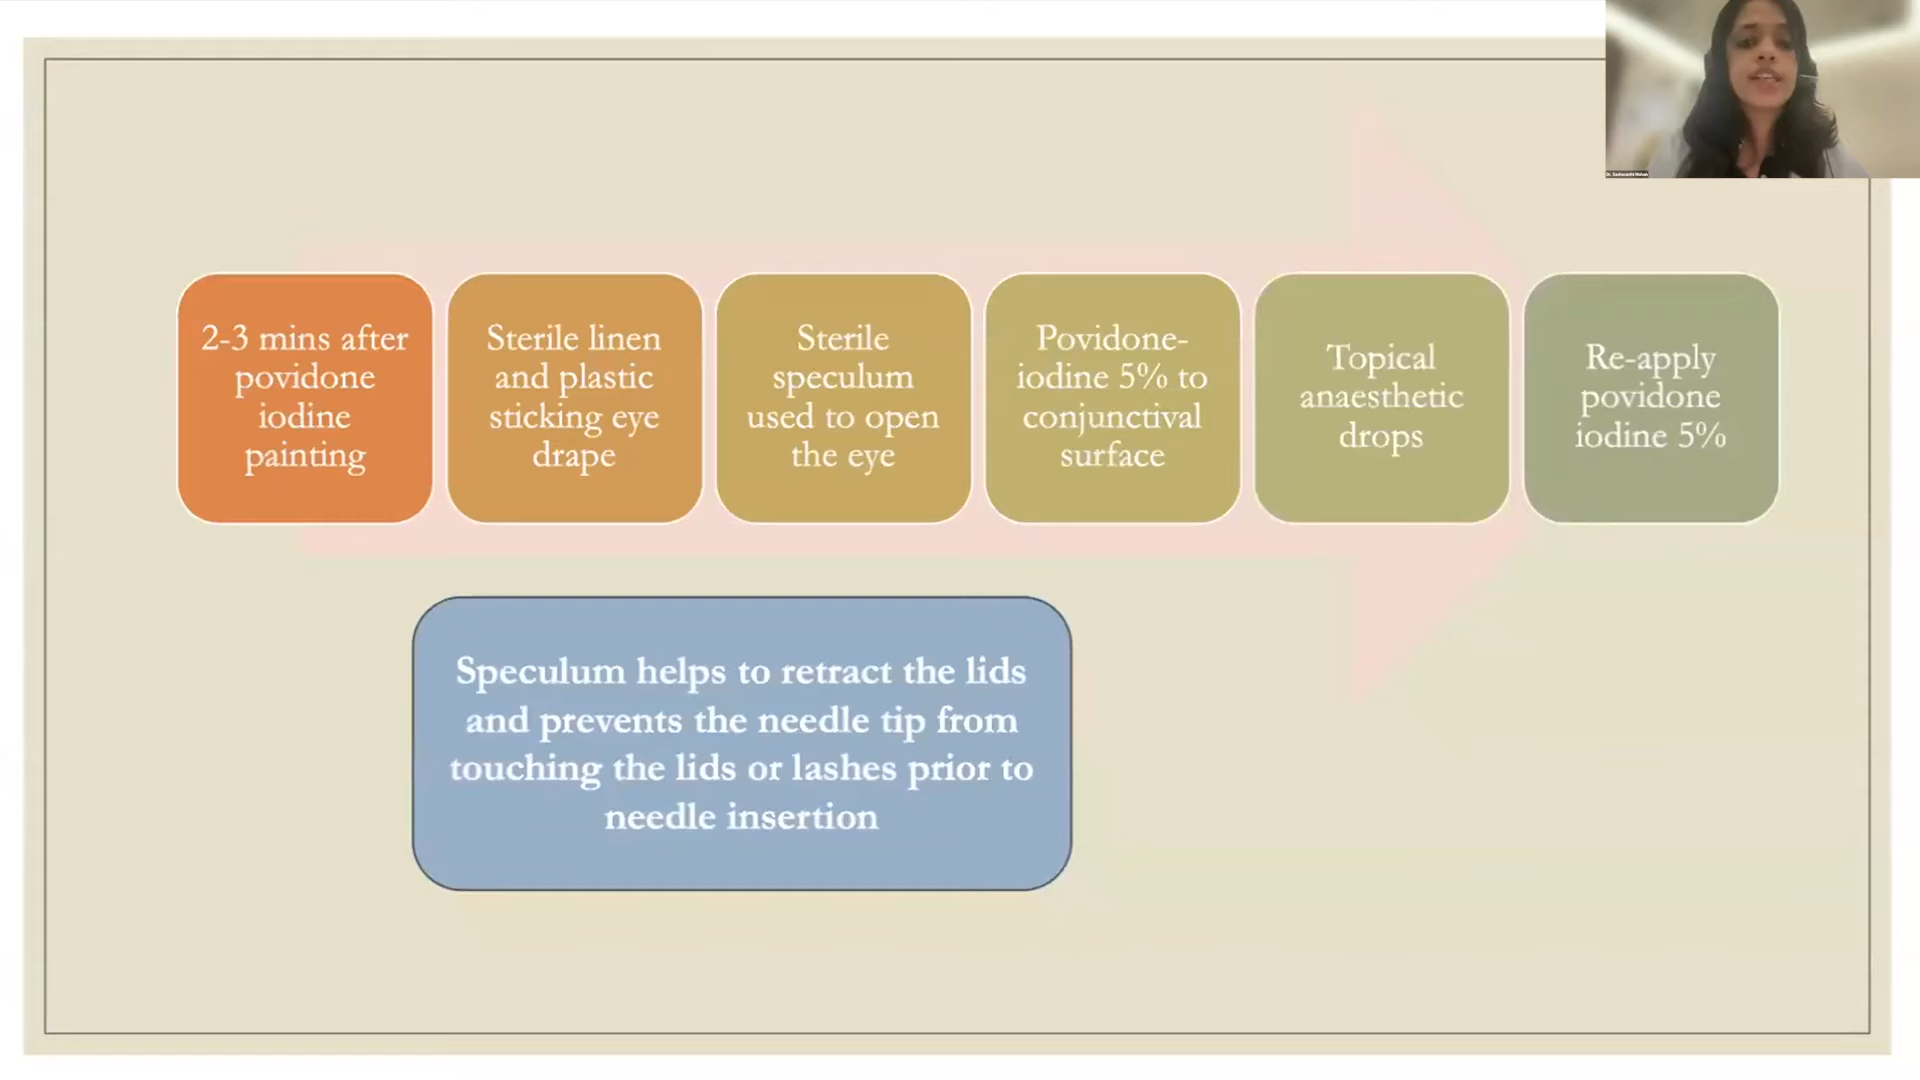 2-3 mins after
povidone
iodine
painting
Sterile linen
and plastic
sticking eye
drape
Sterile
speculum
used to open
the eye
Povidone-
iodine 5% to
conjunctival
surface
Topical
anaesthetic
drops
Re-apply
povidone
iodine 5%
Speculum helps to retract the lids
and prevents the needle tip from
touching the lids or lashes prior to
needle insertion